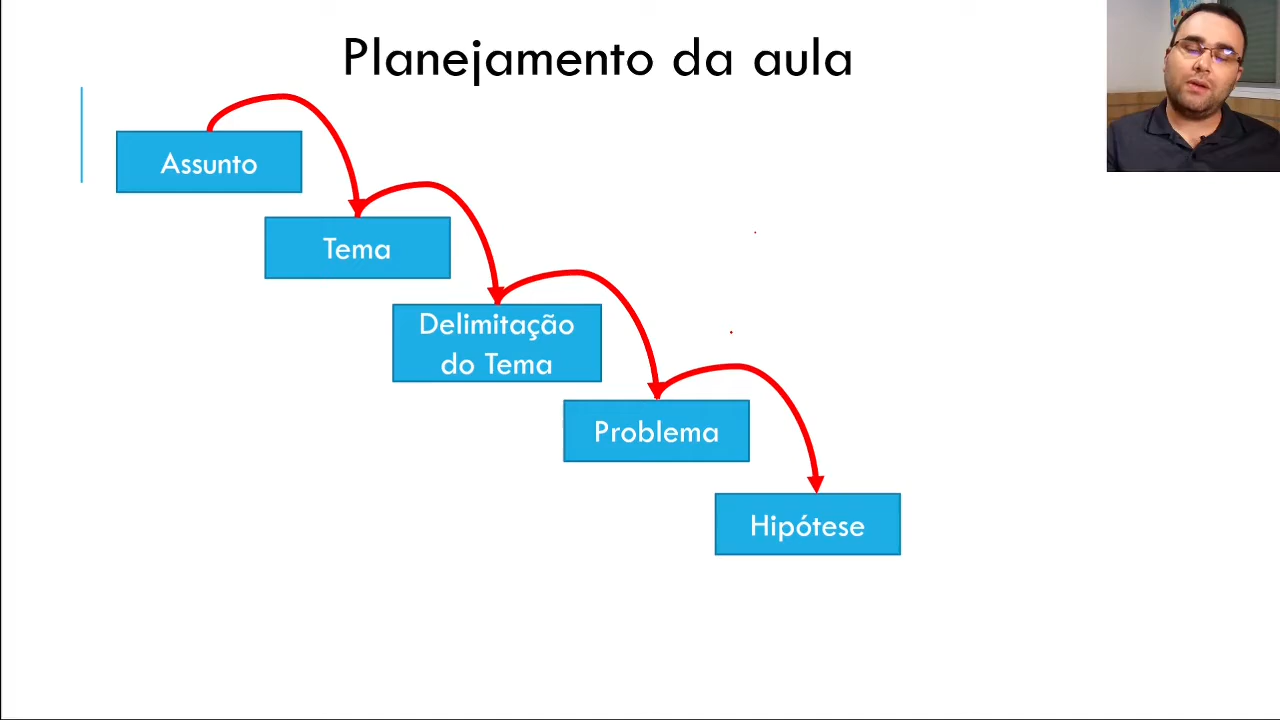 Planejamento da aula
Assunto
Tema
Delimitação
do Tema
Problema
Hipótese